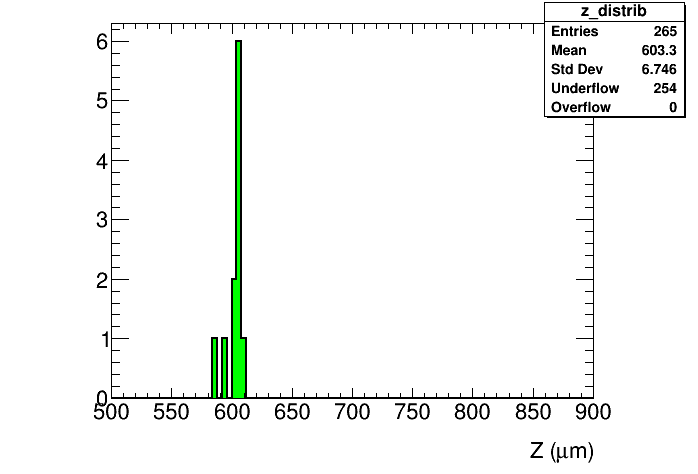 z_distrib
Entries 265
Mean 603.3
Std Dev 6.746
Underflow 254
Overflow 0
6
5
4
3
2
1
0
500 550 600 650 700 750 800 850 900
Z (μm)